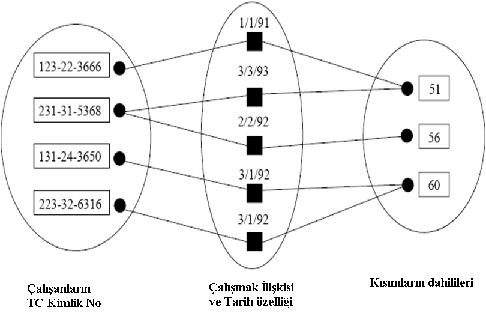 1/1/91
123-22-3666
3/3/93
51
231-31-5368
2/2/92
56
131-24-3650
3/1/92
60
223-32-6316
3/1/92
Çalışanların
TC Kimlik No
Çalışmak İlişkisi
ve Tarih özelliği
Kısımların dahilileri